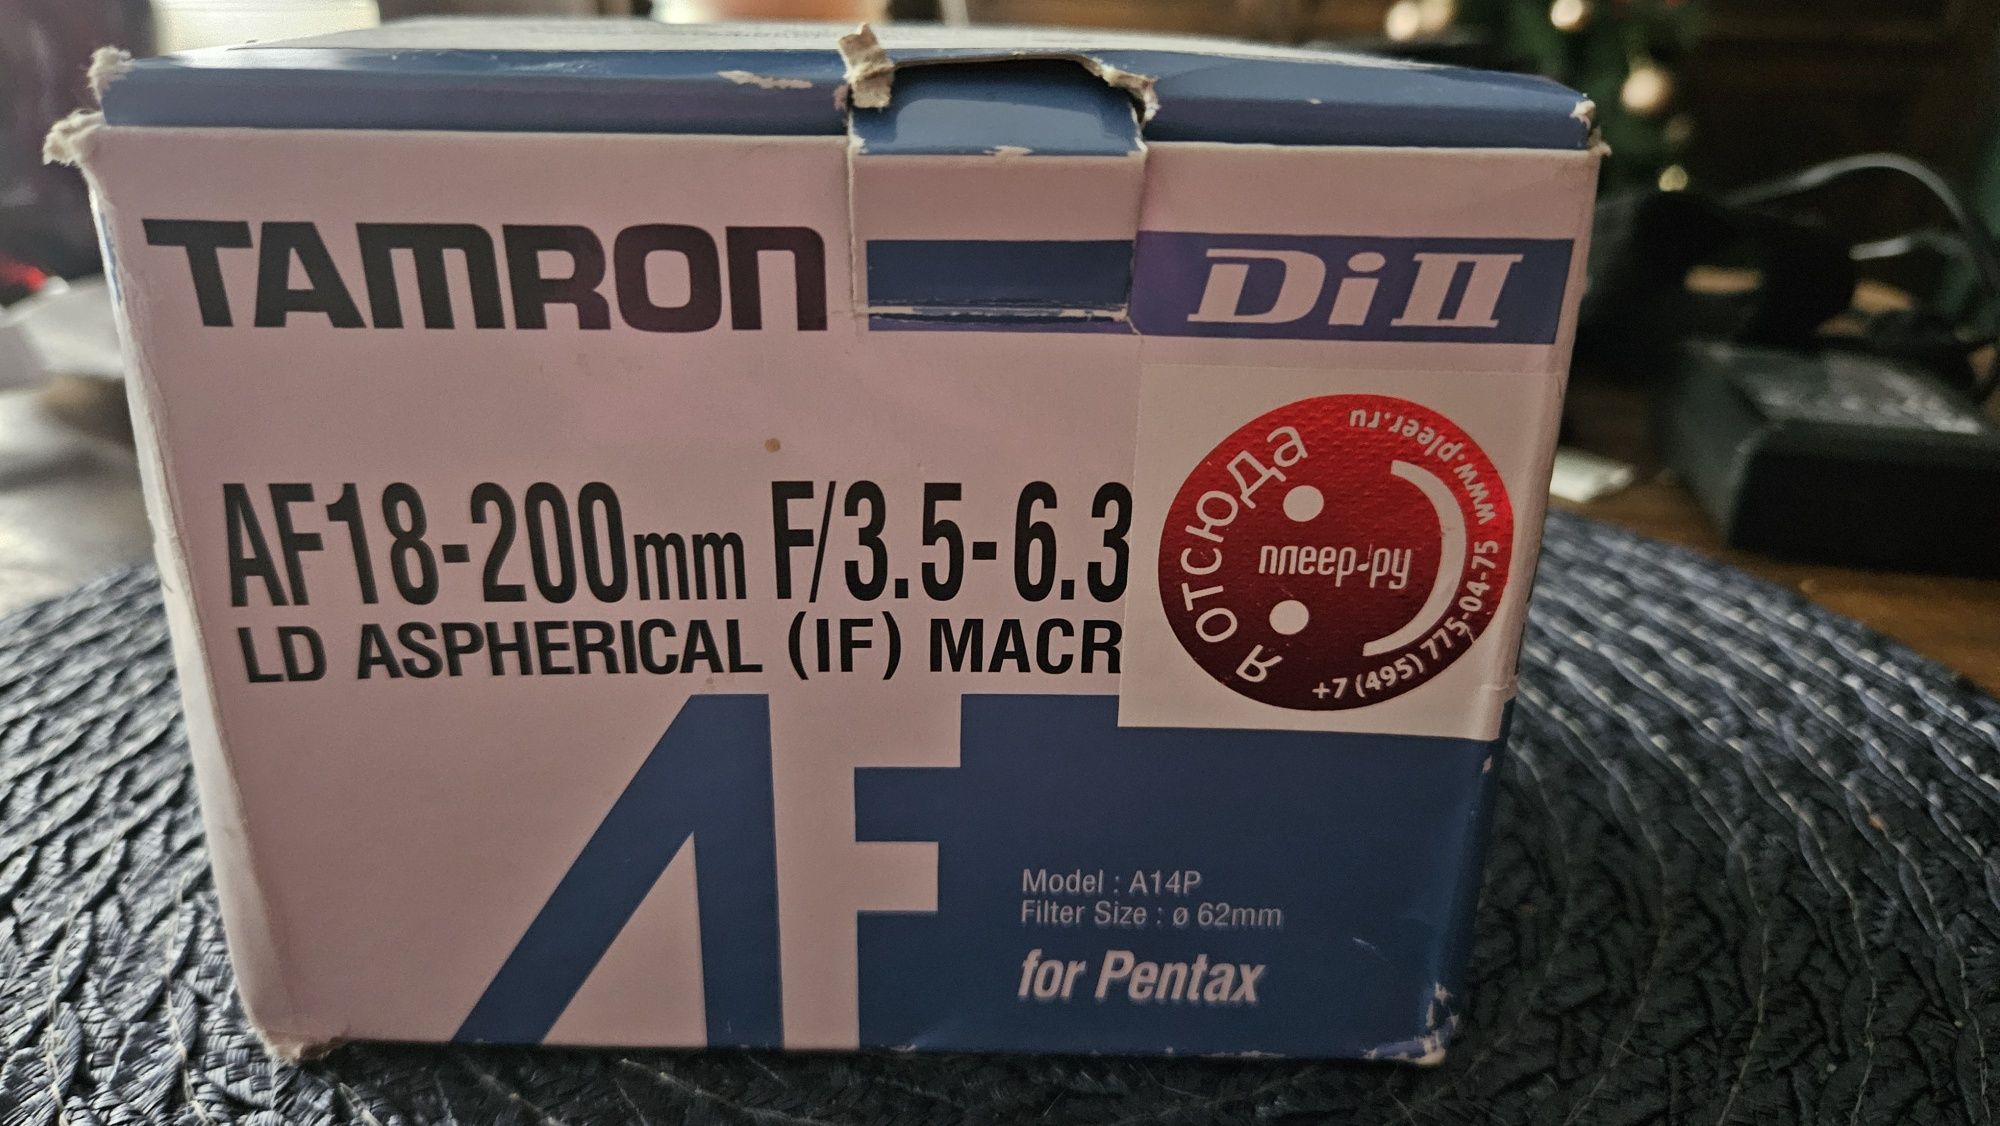 TAMRON
Di II
AF18-200mm F/3.5-6.3
LD ASPHERICAL (IF) MACR
Я ОТСЮДА
www.pleer.ru
плеер.ру
+7 (495) 775-04-75
Model : A14P
Filter Size : ø 62mm
for Pentax
AF